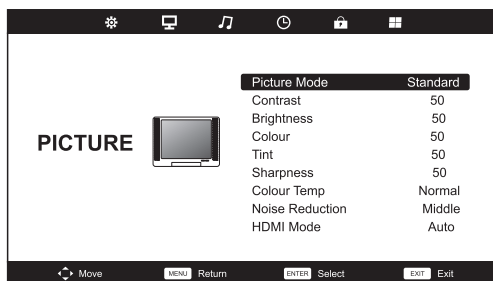 Picture Mode Standard
Contrast 50
Brightness 50
Colour 50
PICTURE
Tint 50
Sharpness 50
Colour Temp Normal
Noise Reduction Middle
HDMI Mode Auto
Move MENU Return ENTER Select EXIT Exit